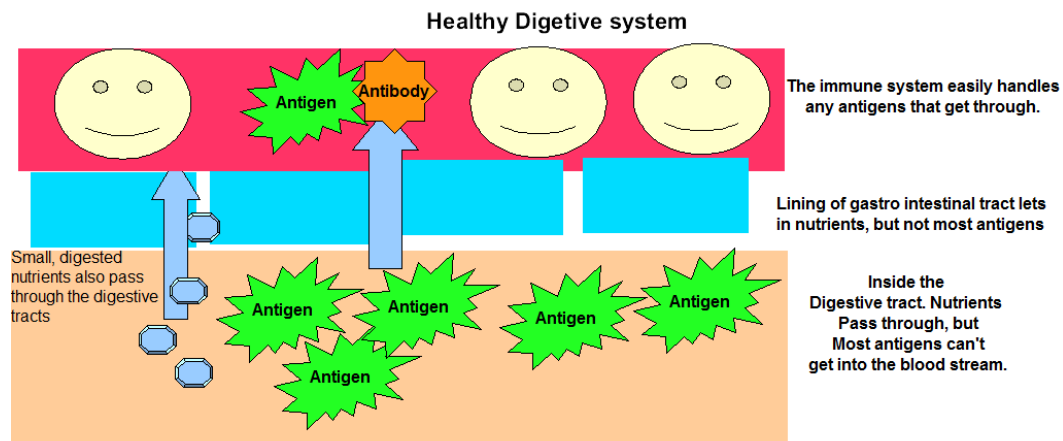 Healthy Digetive system
Antigen
Antibody
The immune system easily handles
any antigens that get through.
Lining of gastro intestinal tract lets
in nutrients, but not most antigens
Small, digested
nutrients also pass
through the digestive
tracts
Antigen
Antigen
Antigen
Antigen
Antigen
Inside the
Digestive tract. Nutrients
Pass through, but
Most antigens can't
get into the blood stream.